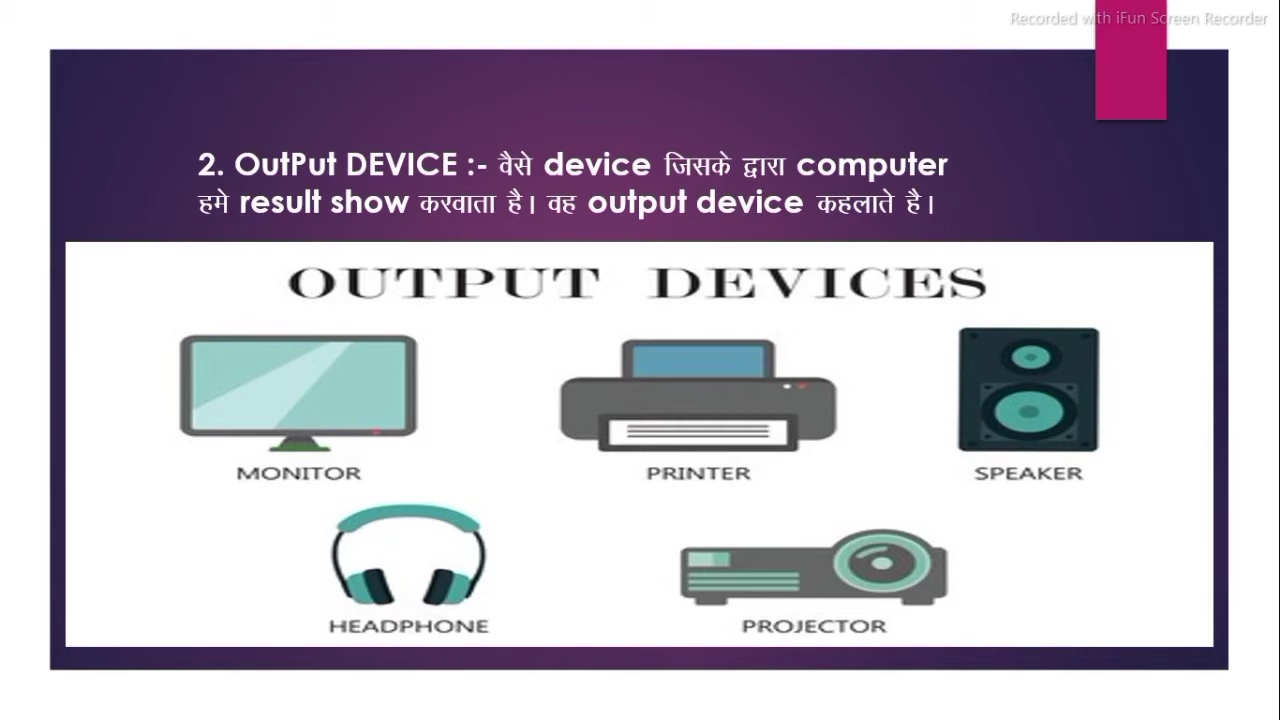 Recorded with iFun Screen Recorder
2. OutPut DEVICE :- वैसे device जिसके द्वारा computer
हमे result show करवाता है। वह output device कहलाते है।
OUTPUT DEVICES
MONITOR
PRINTER
SPEAKER
HEADPHONE
PROJECTOR